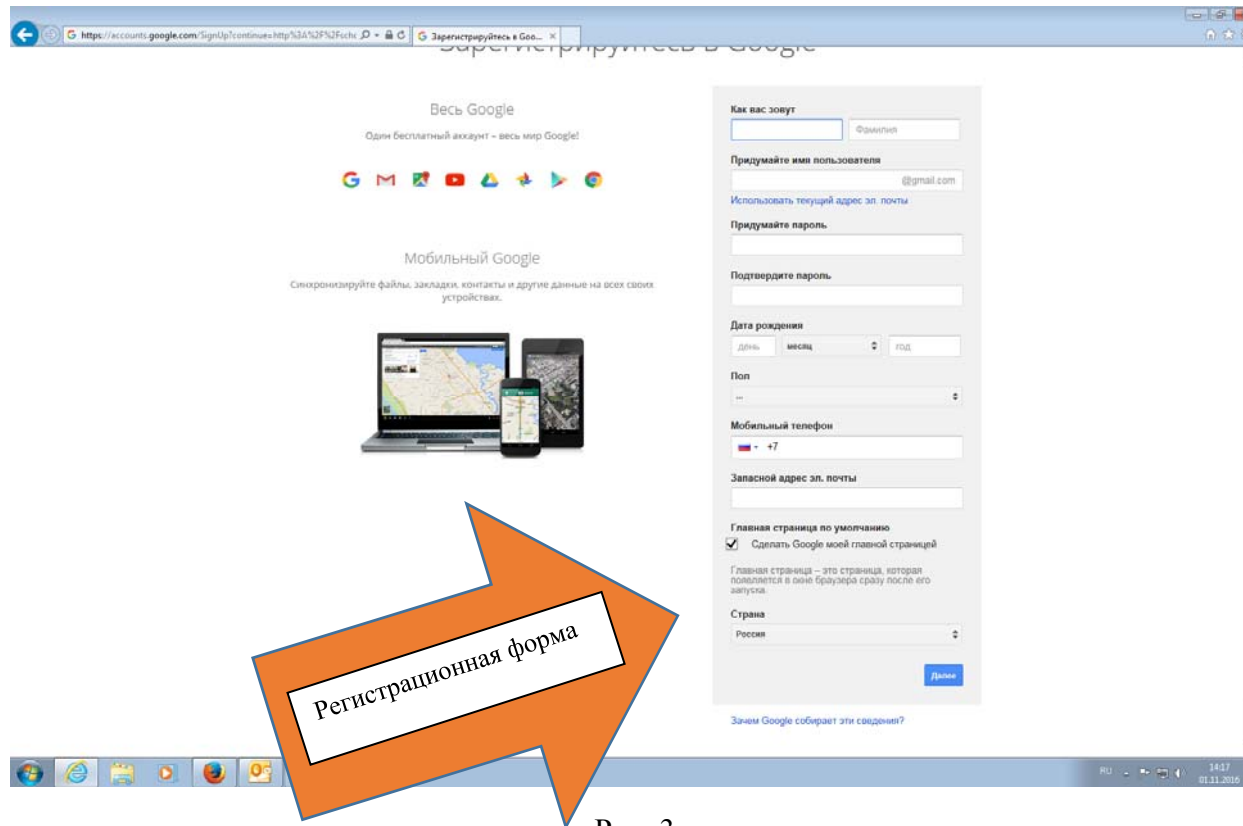 https://accounts.google.com/SignUp?continue=http%3A%2F%2Fschc
Зарегистрируйтесь в Goo...
Зарегистрируйтесь в Google
Весь Google
Один бесплатный аккаунт – весь мир Google!
Мобильный Google
Синхронизируйте файлы, закладки, контакты и другие данные на всех своих
устройствах.
Как вас зовут
Фамилия
Придумайте имя пользователя
@gmail.com
Использовать текущий адрес эл. почты
Придумайте пароль
Подтвердите пароль
Дата рождения
день месяц год
Пол
...
Мобильный телефон
+7
Запасной адрес эл. почты
Главная страница по умолчанию
Сделать Google моей главной страницей
Главная страница – это страница, которая
появляется в окне браузера сразу после его
запуска.
Страна
Россия
Далее
Зачем Google собирает эти сведения?
Регистрационная форма
RU
14:17
01.11.2016